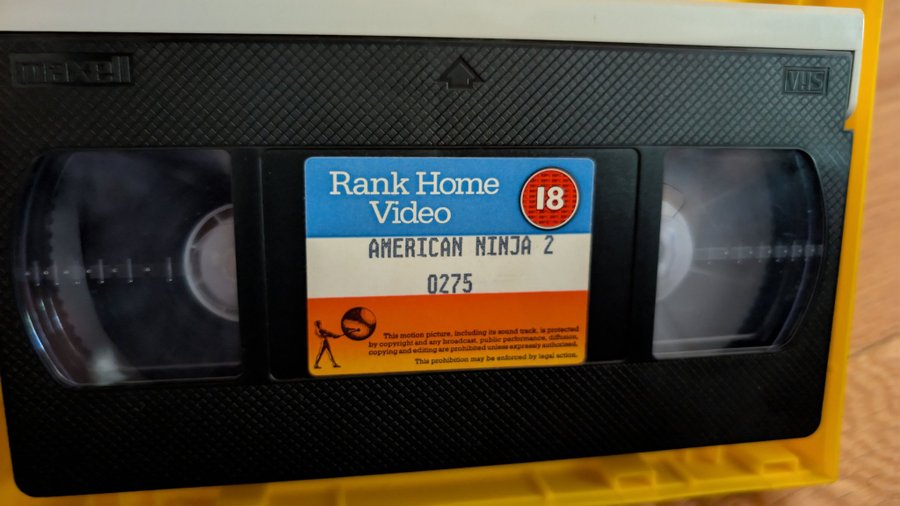 maxell
VHS
Rank Home
Video
18
AMERICAN NINJA 2
0275
This motion picture, including its sound track, is protected
by copyright and any broadcast, public performance, diffusion,
copying and editing are prohibited unless expressly authorised.
This prohibition may be enforced by legal action.